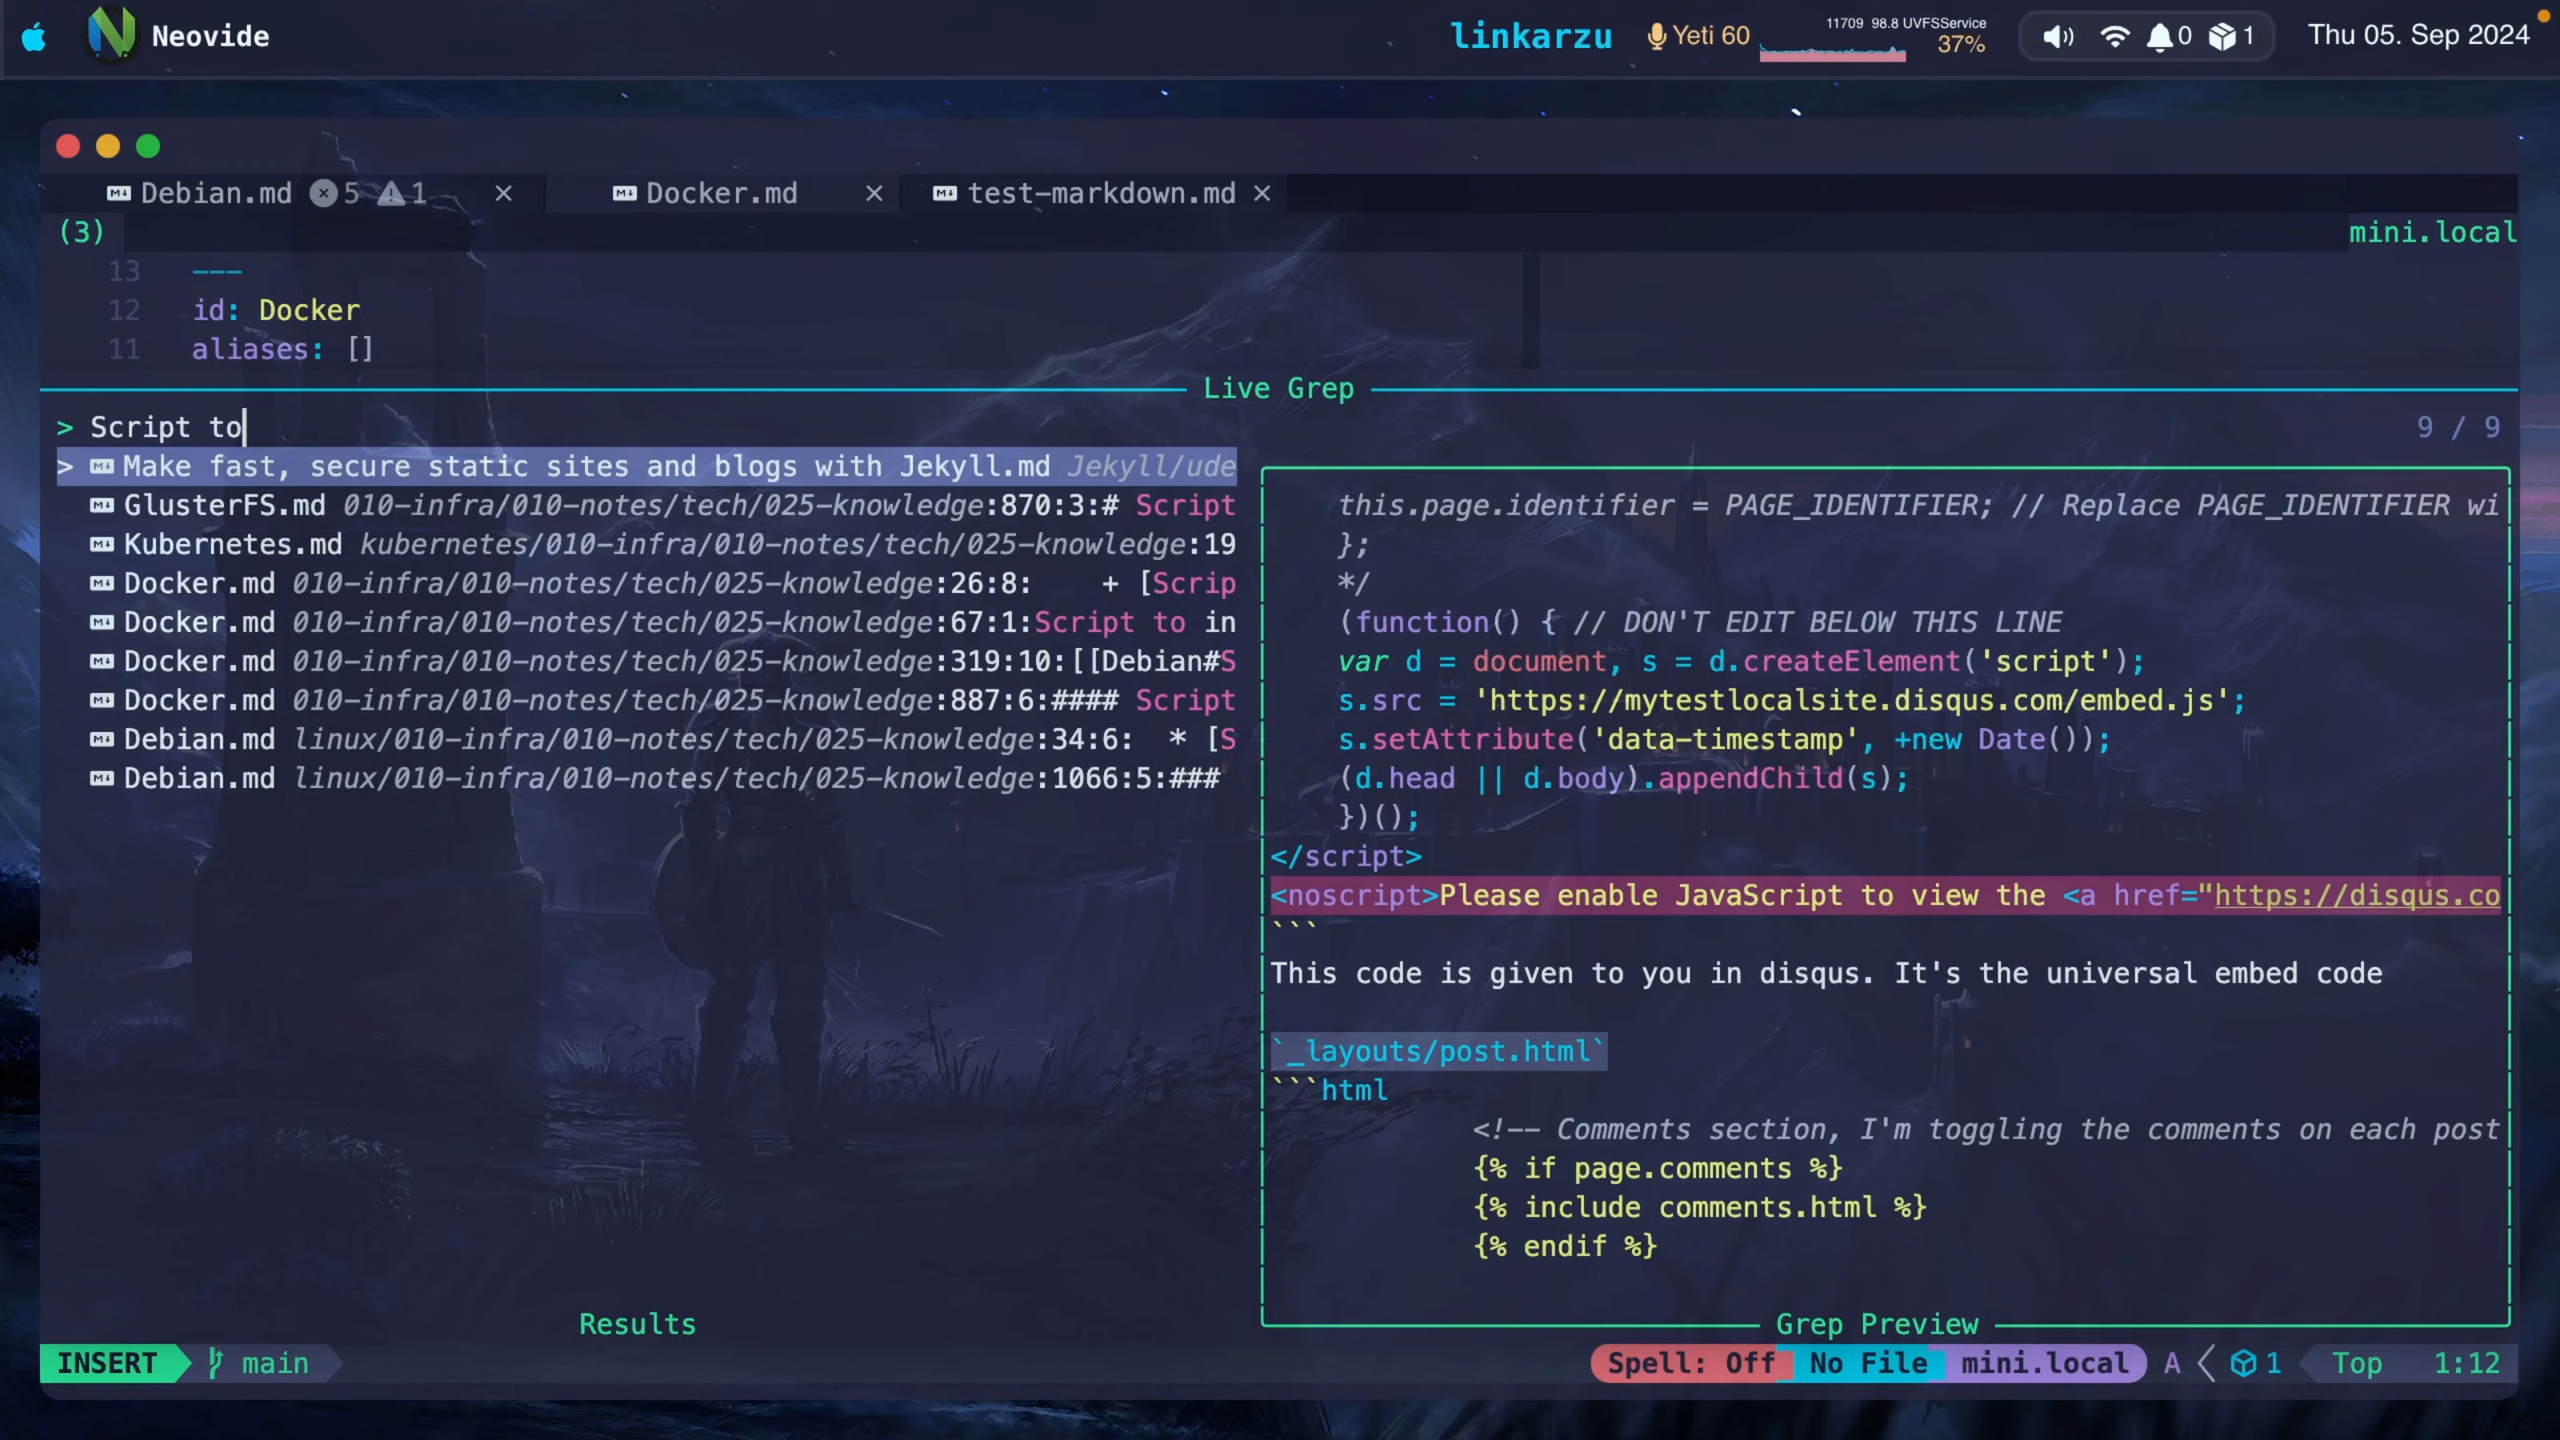 Neovide
linkarzu Yeti 60 11709 98.8 UVFSService 37% 0 1 Thu 05. Sep 2024
Debian.md 5 1 × Docker.md × test-markdown.md ×
(3) mini.local
13 ---
12 id: Docker
11 aliases: []
Live Grep
> Script to 9 / 9
> Make fast, secure static sites and blogs with Jekyll.md Jekyll/ude
GlusterFS.md 010-infra/010-notes/tech/025-knowledge:870:3:# Script
Kubernetes.md kubernetes/010-infra/010-notes/tech/025-knowledge:19
Docker.md 010-infra/010-notes/tech/025-knowledge:26:8: + [Scrip
Docker.md 010-infra/010-notes/tech/025-knowledge:67:1:Script to in
Docker.md 010-infra/010-notes/tech/025-knowledge:319:10:[[Debian#S
Docker.md 010-infra/010-notes/tech/025-knowledge:887:6:#### Script
Debian.md linux/010-infra/010-notes/tech/025-knowledge:34:6: * [S
Debian.md linux/010-infra/010-notes/tech/025-knowledge:1066:5:###
Results
this.page.identifier = PAGE_IDENTIFIER; // Replace PAGE_IDENTIFIER wi
};
*/
(function() { // DON'T EDIT BELOW THIS LINE
var d = document, s = d.createElement('script');
s.src = 'https://mytestlocalsite.disqus.com/embed.js';
s.setAttribute('data-timestamp', +new Date());
(d.head || d.body).appendChild(s);
})();
</script>
<noscript>Please enable JavaScript to view the <a href="https://disqus.co
```
This code is given to you in disqus. It's the universal embed code
`_layouts/post.html`
```html
<!-- Comments section, I'm toggling the comments on each post
{% if page.comments %}
{% include comments.html %}
{% endif %}
Grep Preview
INSERT main Spell: Off No File mini.local A 1 Top 1:12